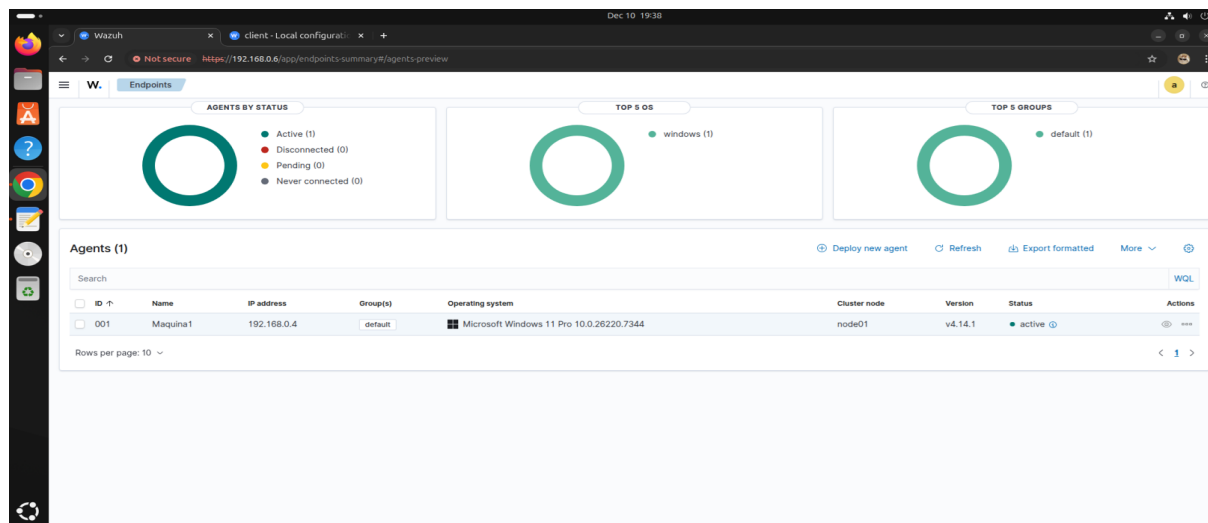 Dec 10 19:38
Wazuh
client - Local configuratio
Not secure https://192.168.0.6/app/endpoints-summary#/agents-preview
W. Endpoints a
AGENTS BY STATUS
Active (1)
Disconnected (0)
Pending (0)
Never connected (0)
TOP 5 OS
windows (1)
TOP 5 GROUPS
default (1)
Agents (1) Deploy new agent Refresh Export formatted More
Search WQL
ID Name IP address Group(s) Operating system Cluster node Version Status Actions
001 Maquina1 192.168.0.4 default Microsoft Windows 11 Pro 10.0.26220.7344 node01 v4.14.1 active
Rows per page: 10 < 1 >